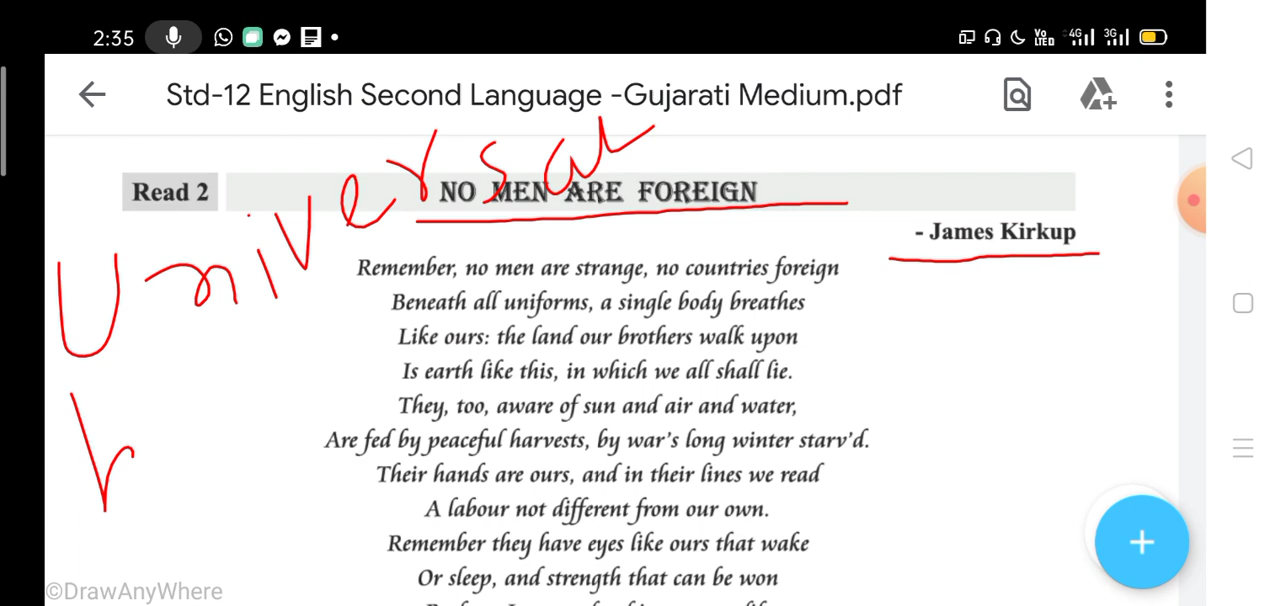 2:35
Vo LTED 4G 3G
Std-12 English Second Language -Gujarati Medium.pdf
Universal
Read 2 NO MEN ARE FOREIGN
- James Kirkup
Remember, no men are strange, no countries foreign
Beneath all uniforms, a single body breathes
Like ours: the land our brothers walk upon
Is earth like this, in which we all shall lie.
They, too, aware of sun and air and water,
Are fed by peaceful harvests, by war's long winter starv'd.
Their hands are ours, and in their lines we read
A labour not different from our own.
Remember they have eyes like ours that wake
Or sleep, and strength that can be won
©DrawAnyWhere